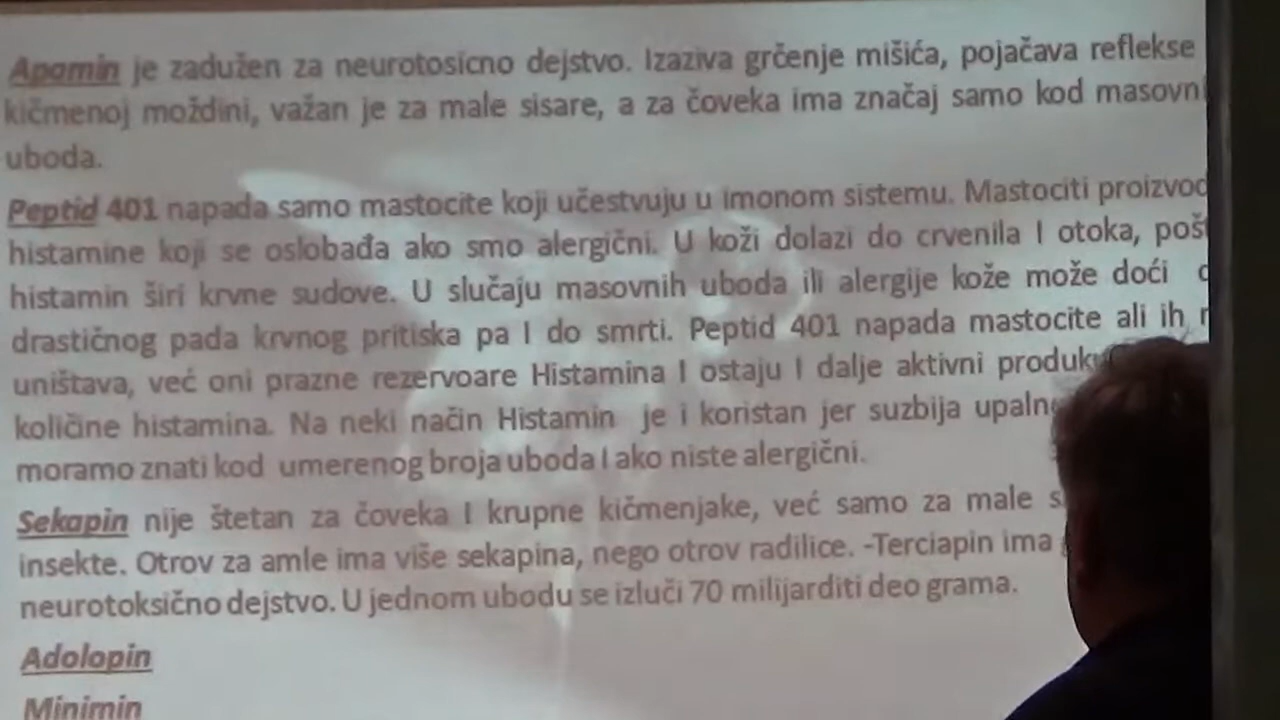 Apamin je zadužen za neurotosicno dejstvo. Izaziva grčenje mišića, pojačava reflekse
kičmenoj moždini, važan je za male sisare, a za čoveka ima značaj samo kod masovni
uboda.
Peptid 401 napada samo mastocite koji učestvuju u imonom sistemu. Mastociti proizvod
histamine koji se oslobađa ako smo alergični. U koži dolazi do crvenila I otoka, pošt
histamin širi krvne sudove. U slučaju masovnih uboda ili alergije kože može doći
drastičnog pada krvnog pritiska pa I do smrti. Peptid 401 napada mastocite ali ih
uništava, već oni prazne rezervoare Histamina I ostaju I dalje aktivni produk
količine histamina. Na neki način Histamin je i koristan jer suzbija upaln
moramo znati kod umerenog broja uboda I ako niste alergični.
Sekapin nije štetan za čoveka I krupne kičmenjake, već samo za male s
insekte. Otrov za amle ima više sekapina, nego otrov radilice. -Terciapin ima
neurotoksično dejstvo. U jednom ubodu se izluči 70 milijarditi deo grama.
Adolopin
Minimin